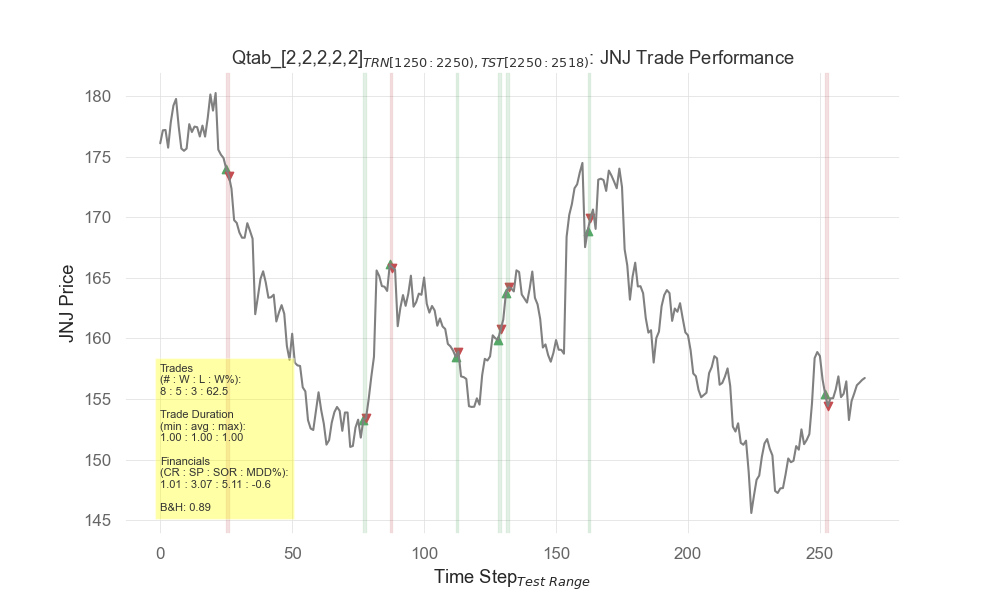 Qtab_[2,2,2,2,2]TRN[1250:2250),TST[2250:2518): JNJ Trade Performance
180
175
170
165
160
155
150
145
JNJ Price
Trades
(# : W : L : W%):
8 : 5 : 3 : 62.5
Trade Duration
(min : avg : max):
1.00 : 1.00 : 1.00
Financials
(CR : SP : SOR : MDD%):
1.01 : 3.07 : 5.11 : -0.6
B&H: 0.89
0 50 100 150 200 250
Time StepTest Range